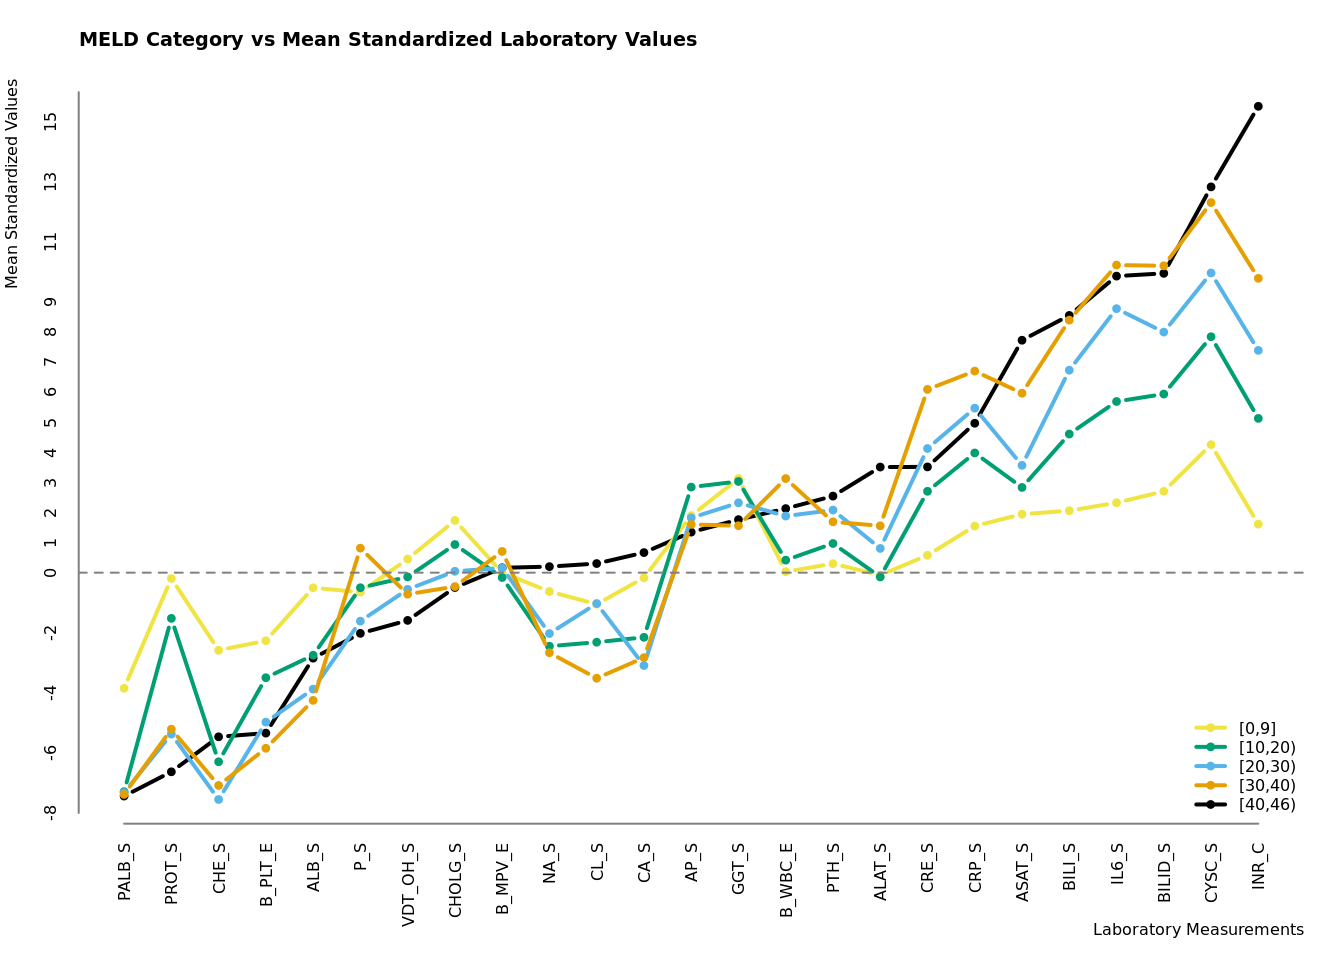 MELD Category vs Mean Standardized Laboratory Values
Mean Standardized Values
15
13
11
9
8
7
6
5
4
3
2
1
0
-2
-4
-6
-8
[0,9]
[10,20)
[20,30)
[30,40)
[40,46)
PALB_S
PROT_S
CHE_S
B_PLT_E
ALB_S
P_S
VDT_OH_S
CHOLG_S
B_MPV_E
NA_S
CL_S
CA_S
AP_S
GGT_S
B_WBC_E
PTH_S
ALAT_S
CRE_S
CRP_S
ASAT_S
BILI_S
IL6_S
BILID_S
CYSC_S
INR_C
Laboratory Measurements